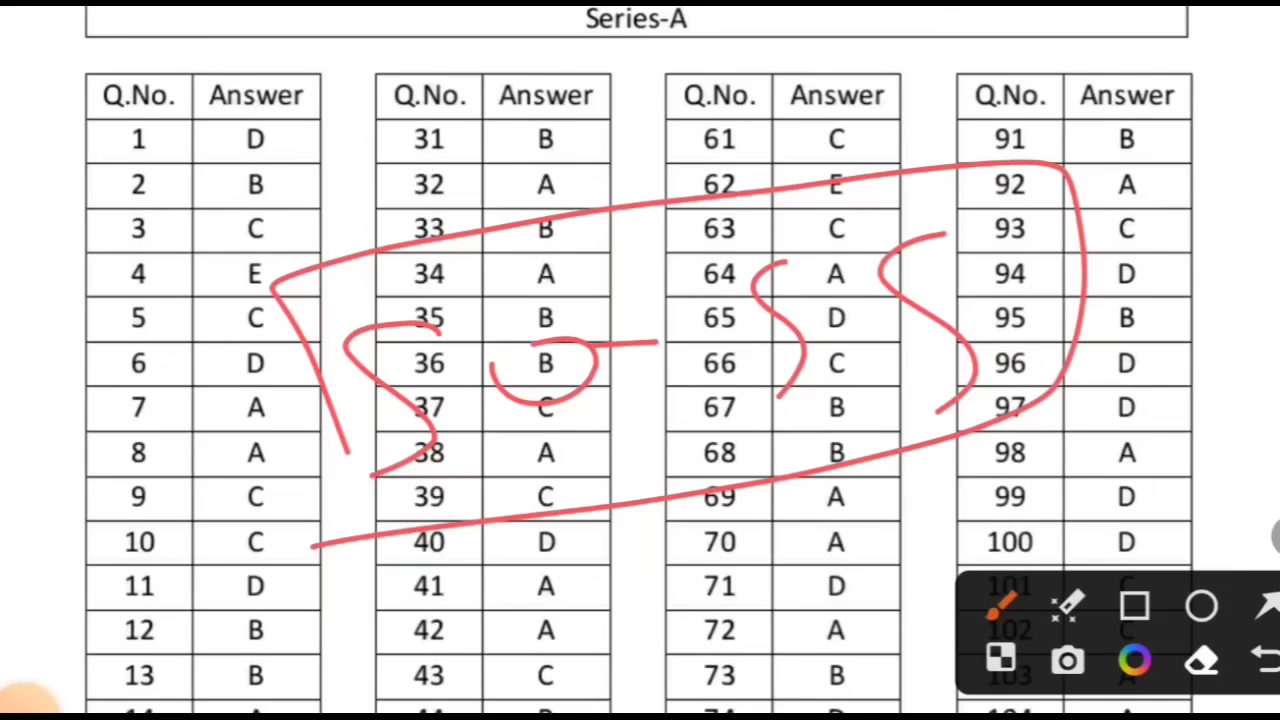 Series-A
Q.No. Answer Q.No. Answer Q.No. Answer Q.No. Answer
1 D 31 B 61 C 91 B
2 B 32 A 62 E 92 A
3 C 33 B 63 C 93 C
4 E 34 A 64 A 94 D
5 C 35 B 65 D 95 B
6 D 36 B 66 C 96 D
7 A 37 C 67 B 97 D
8 A 38 A 68 B 98 A
9 C 39 C 69 A 99 D
10 C 40 D 70 A 100 D
11 D 41 A 71 D 101 C
12 B 42 A 72 A 102 C
13 B 43 C 73 B 103 A